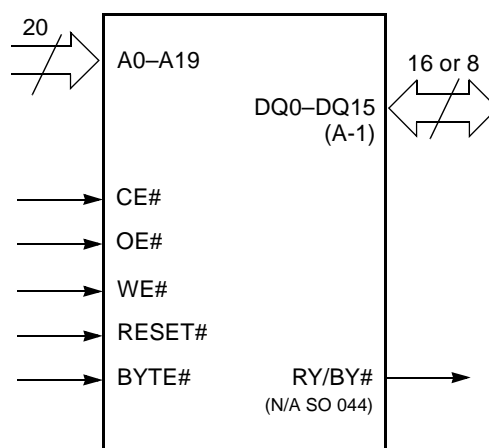 20
A0–A19
16 or 8
DQ0–DQ15
(A-1)
CE#
OE#
WE#
RESET#
BYTE#
RY/BY#
(N/A SO 044)